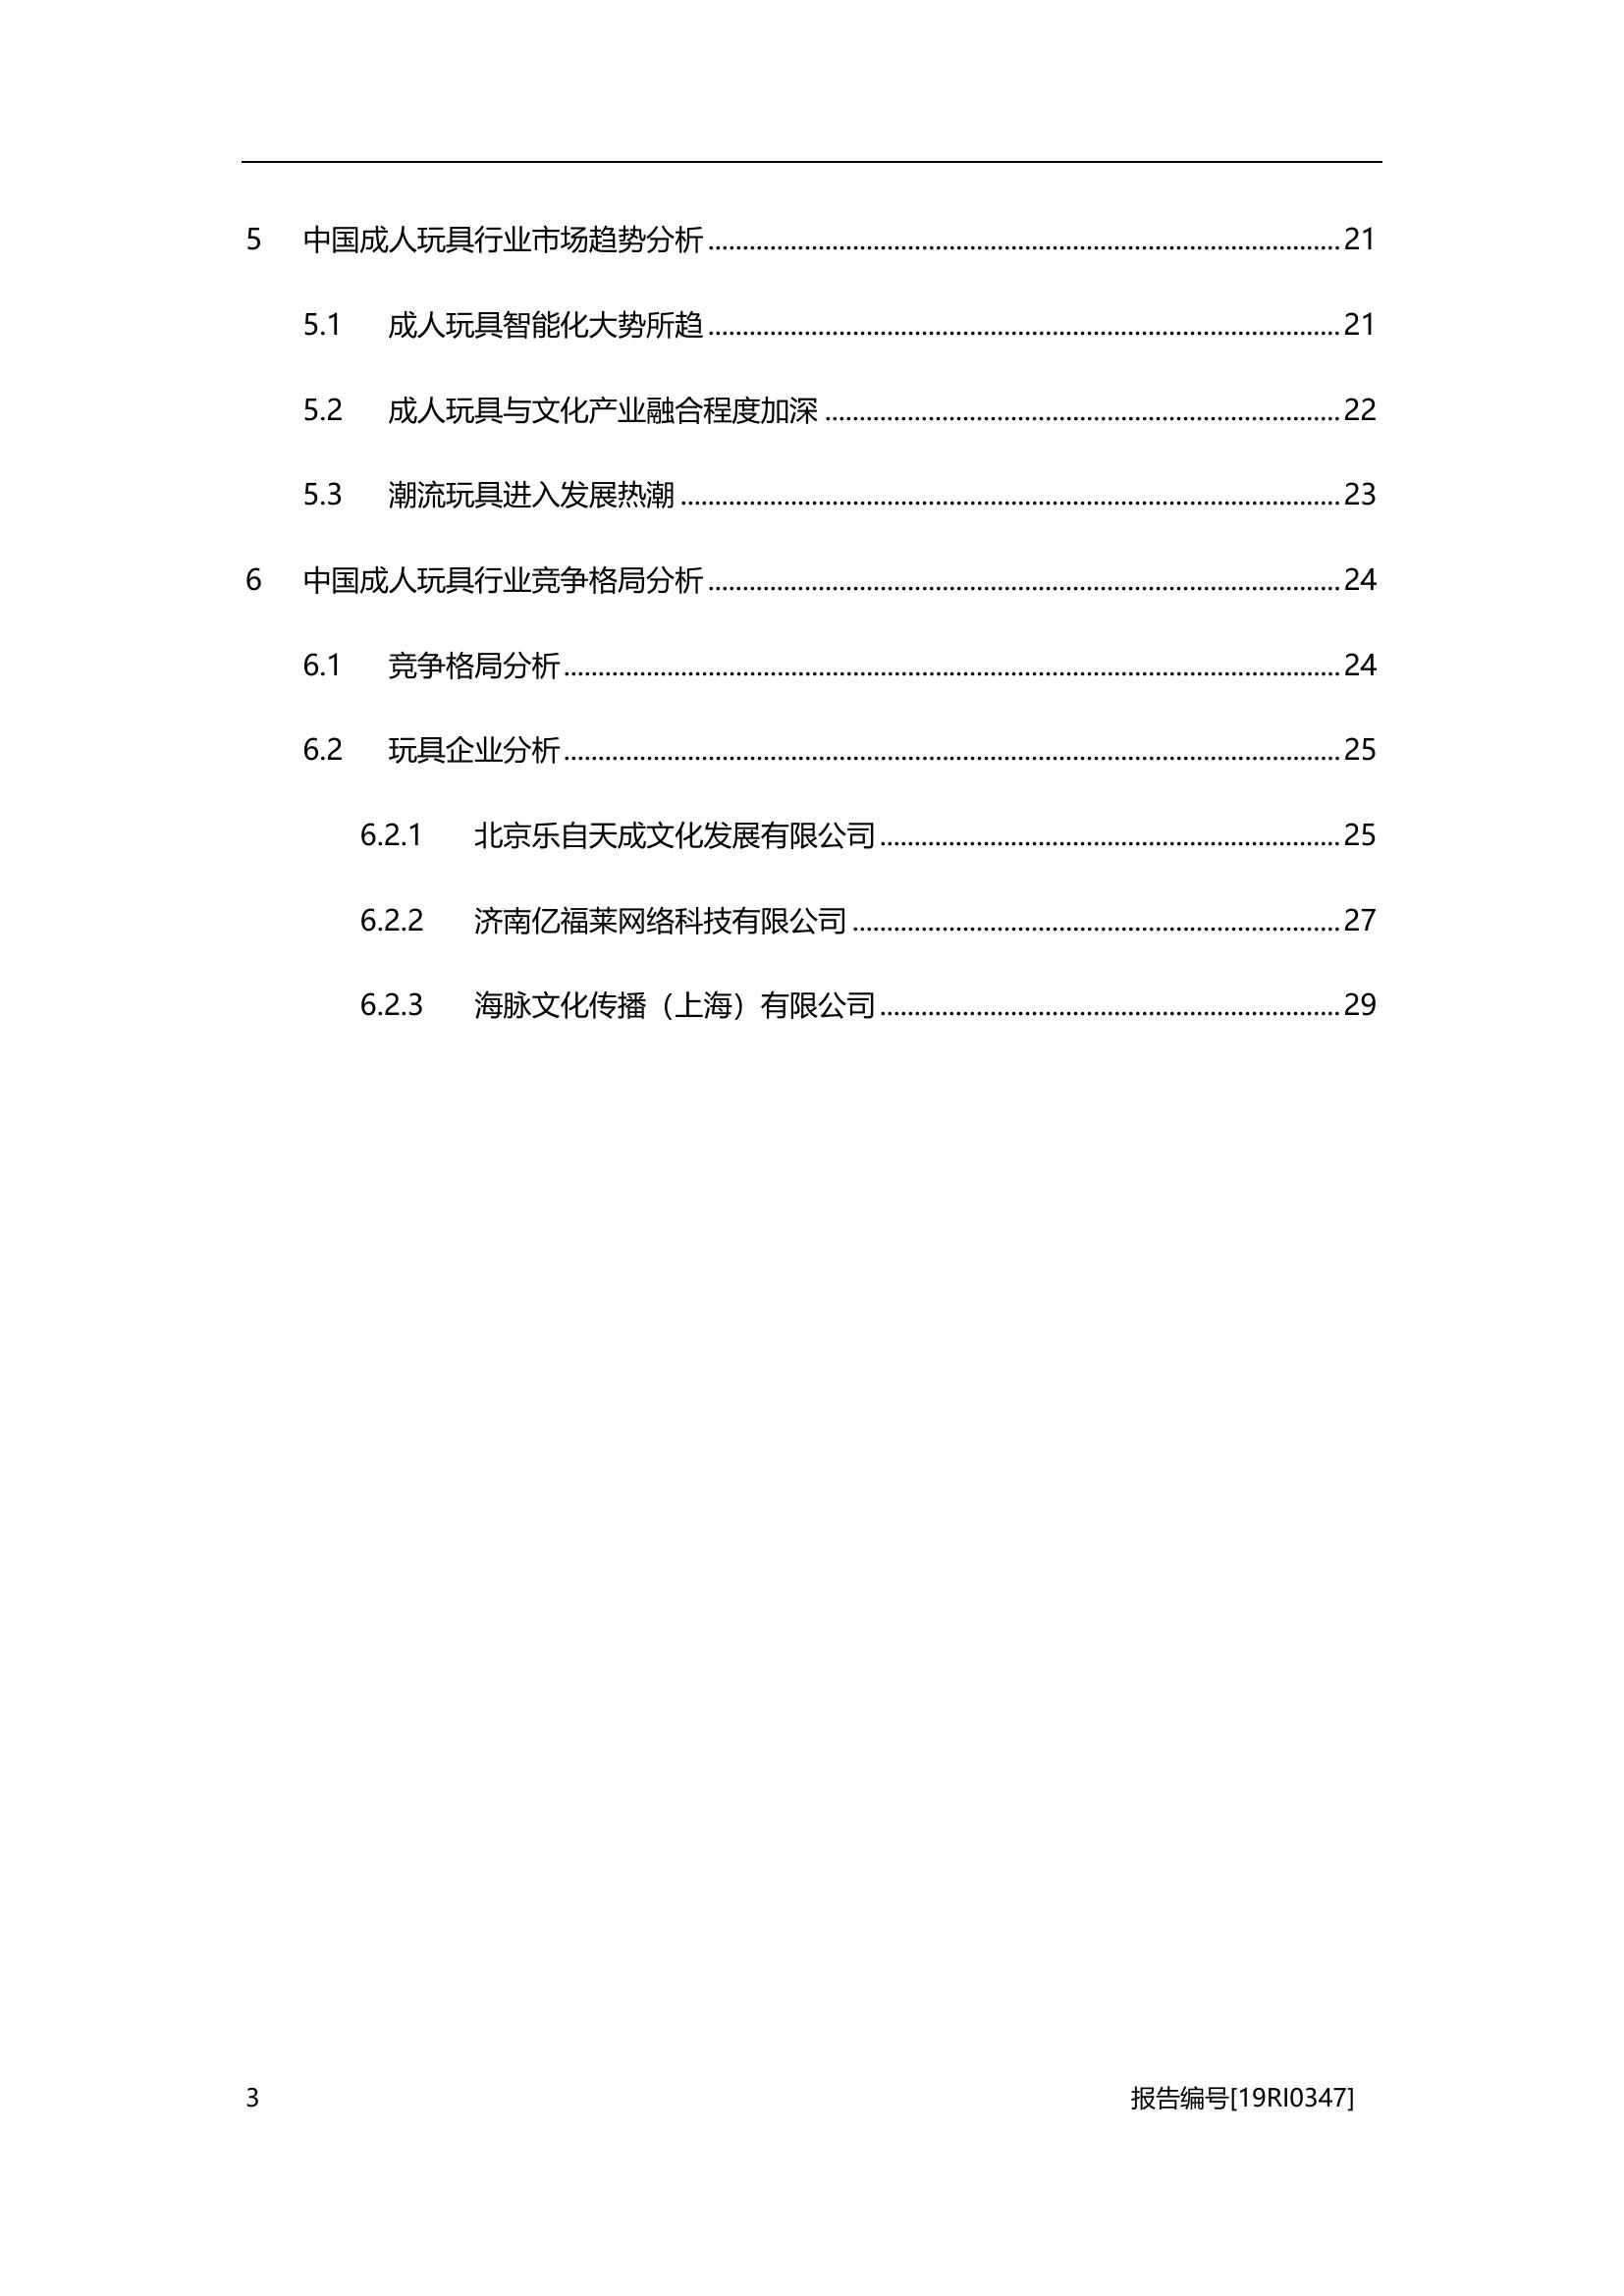 5 中国成人玩具行业市场趋势分析 21
5.1 成人玩具智能化大势所趋 21
5.2 成人玩具与文化产业融合程度加深 22
5.3 潮流玩具进入发展热潮 23
6 中国成人玩具行业竞争格局分析 24
6.1 竞争格局分析 24
6.2 玩具企业分析 25
6.2.1 北京乐自天成文化发展有限公司 25
6.2.2 济南亿福莱网络科技有限公司 27
6.2.3 海脉文化传播（上海）有限公司 29
3 报告编号[19RI0347]